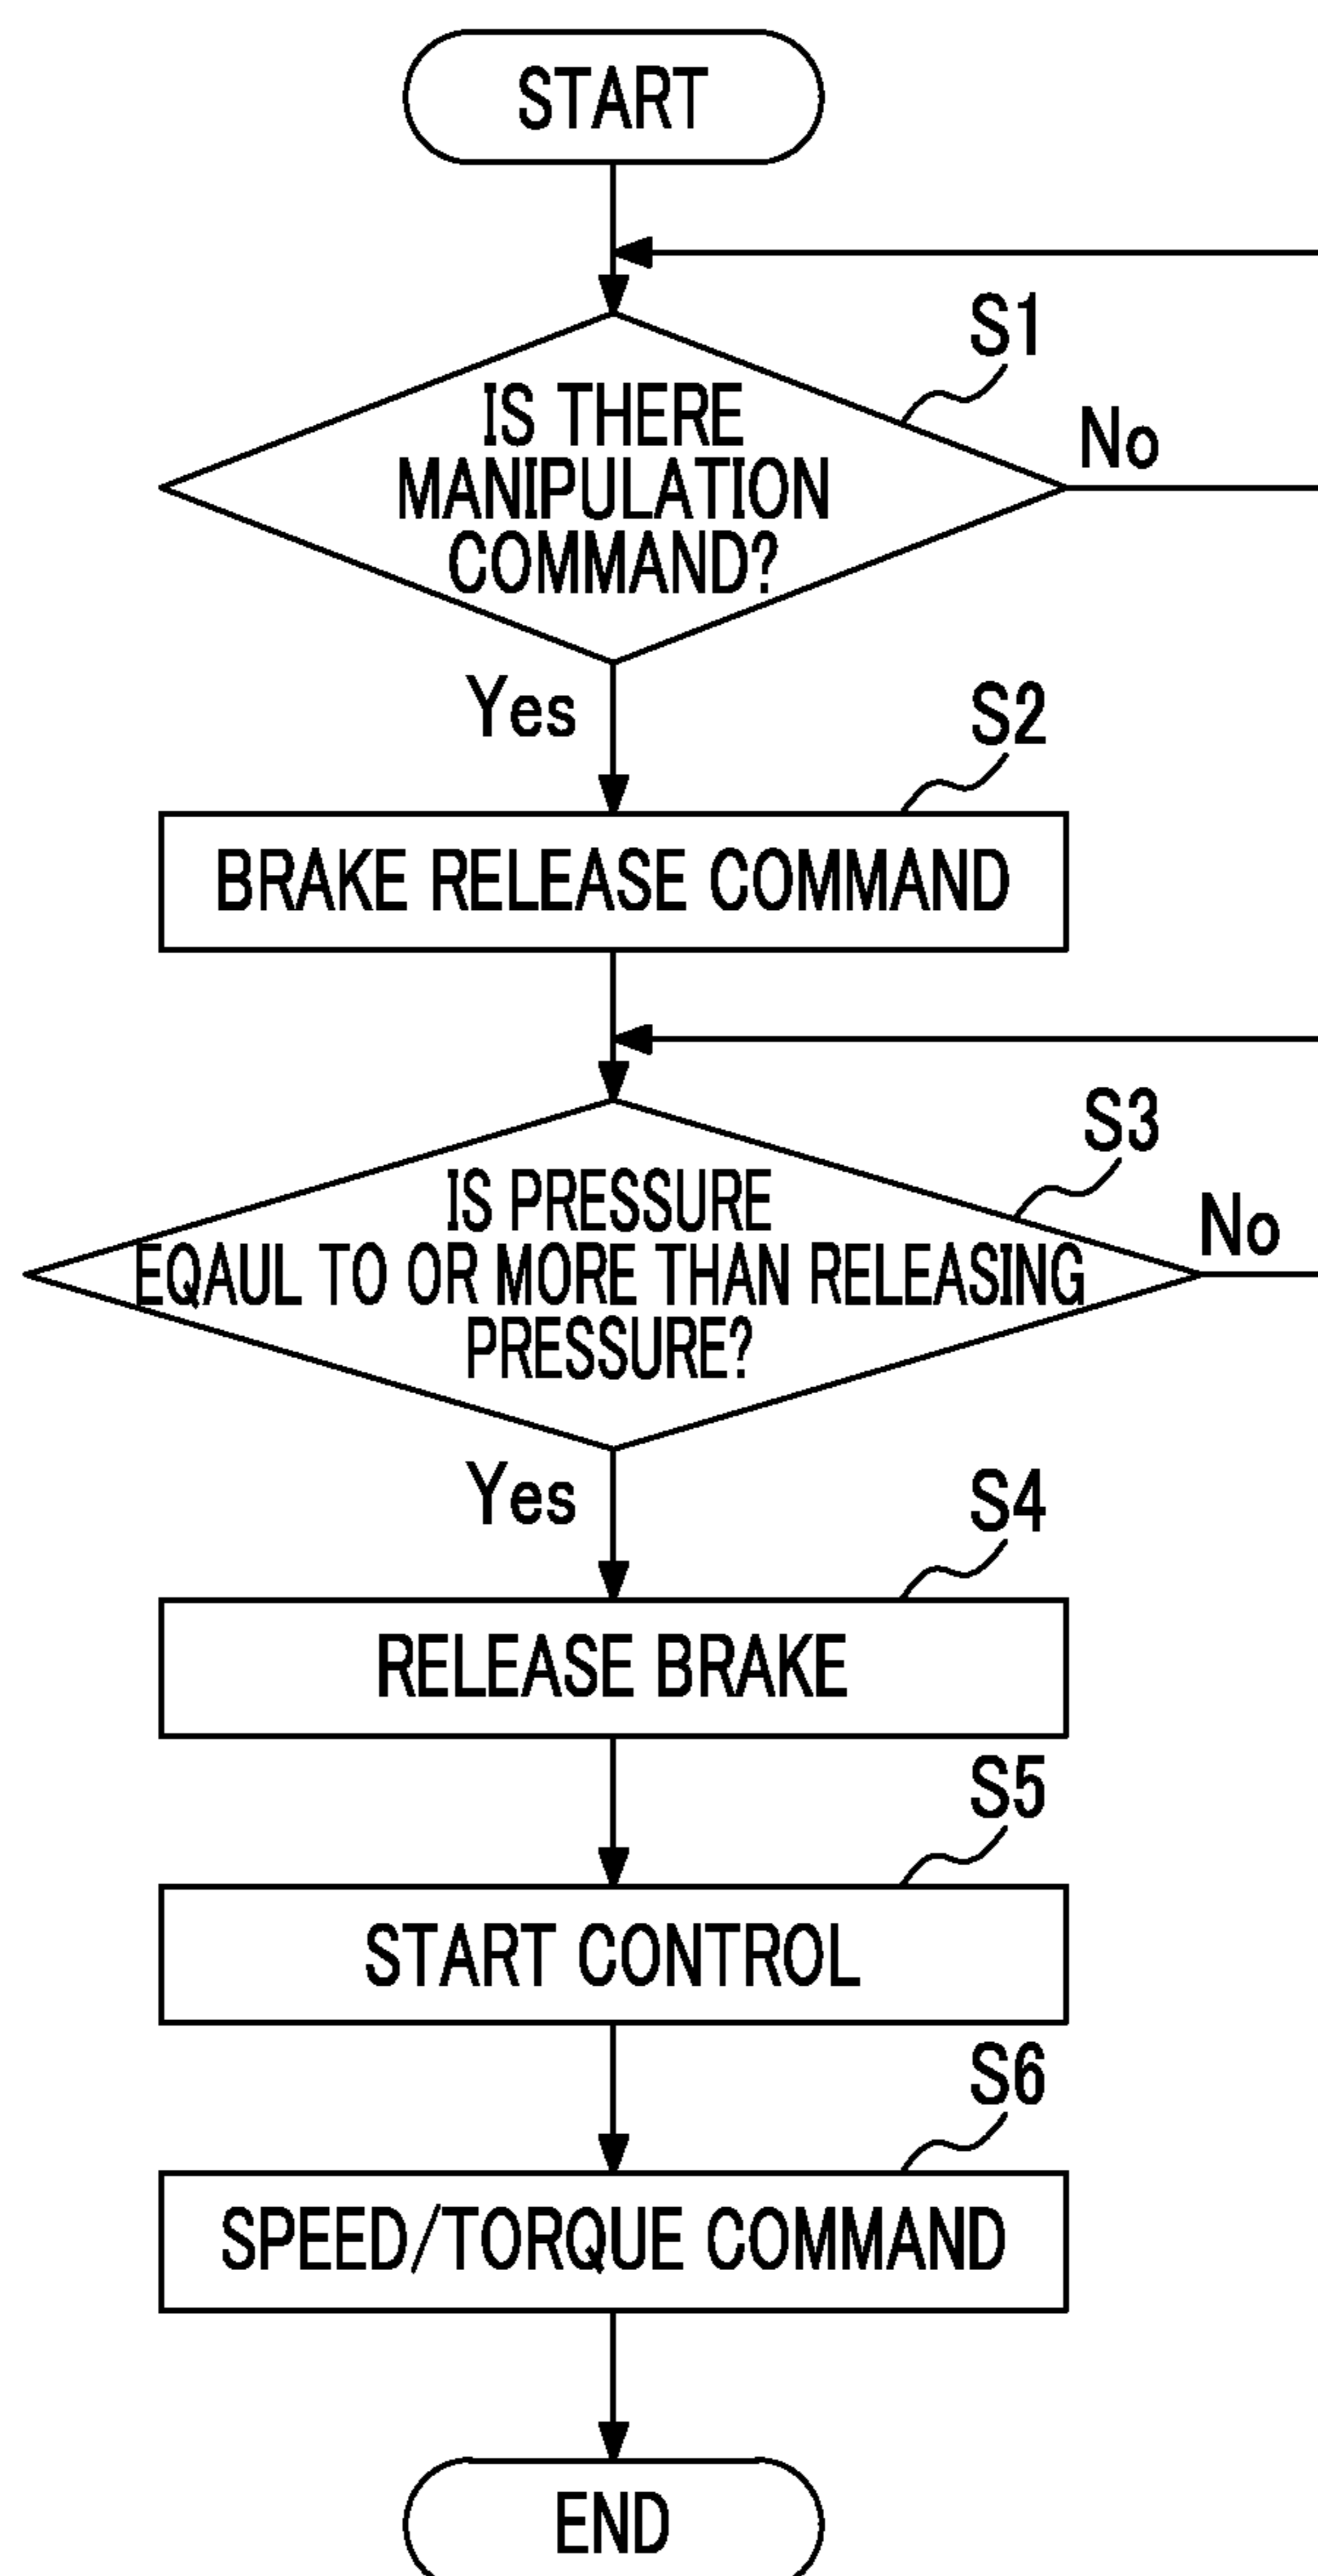 START
S1
IS THERE
MANIPULATION
COMMAND?
No
Yes
S2
BRAKE RELEASE COMMAND
S3
IS PRESSURE
EQAUL TO OR MORE THAN RELEASING
PRESSURE?
No
Yes
S4
RELEASE BRAKE
S5
START CONTROL
S6
SPEED/TORQUE COMMAND
END